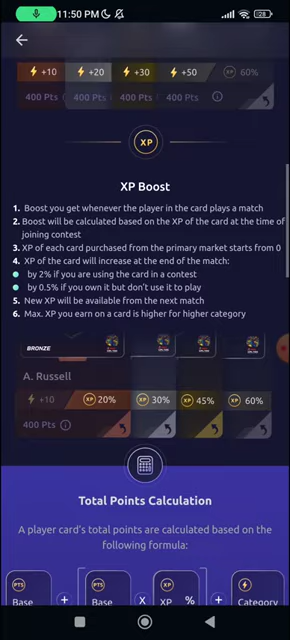 11:50 PM
28
+10 +20 +30 +50 XP 60%
400 Pts 400 Pts 400 Pts 400 Pts
XP
XP Boost
1. Boost you get whenever the player in the card plays a match
2. Boost will be calculated based on the XP of the card at the time of
joining contest
3. XP of each card purchased from the primary market starts from 0
4. XP of the card will increase at the end of the match:
by 2% if you are using the card in a contest
by 0.5% if you own it but don't use it to play
5. New XP will be available from the next match
6. Max. XP you earn on a card is higher for higher category
BRONZE
A. Russell
+10 XP 20% XP 30% XP 45% XP 60%
400 Pts
Total Points Calculation
A player card's total points are calculated based on the
following formula:
PTS PTS XP
Base + Base X XP % + Category